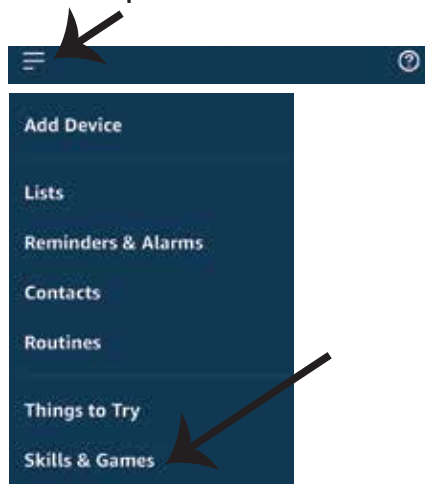 Add Device
Lists
Reminders & Alarms
Contacts
Routines
Things to Try
Skills & Games